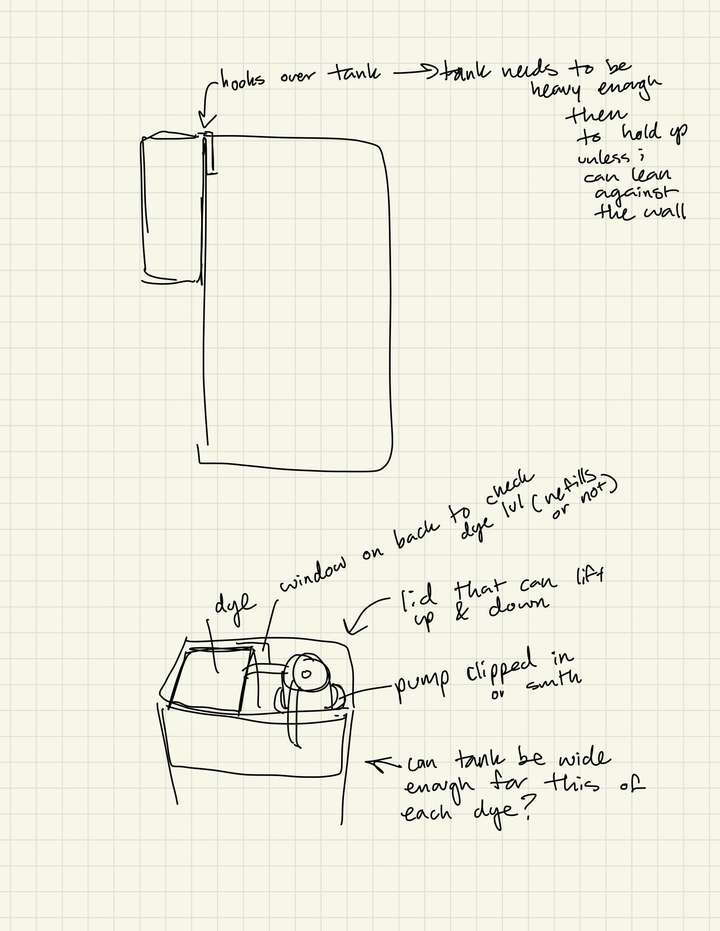 hooks over tank → tank needs to be
heavy enough
then
to hold up
unless i
can lean
against
the wall
window on back to check
dye lvl (refills
or not)
dye
lid that can lift
up & down
pump clipped in
or smth
can tank be wide
enough for this of
each dye?